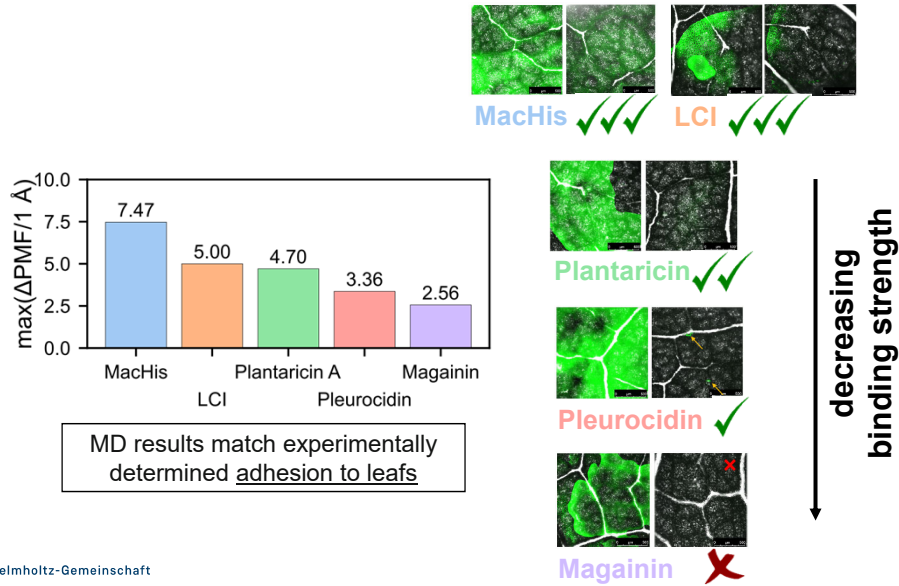 MacHis
LCI
max(ΔPMF/1 Å)
10.0
7.5
5.0
2.5
0.0
7.47
5.00
4.70
3.36
2.56
MacHis
LCI
Plantaricin A
Pleurocidin
Magainin
MD results match experimentally
determined adhesion to leafs
Plantaricin
Pleurocidin
Magainin
decreasing
binding strength
elmholtz-Gemeinschaft